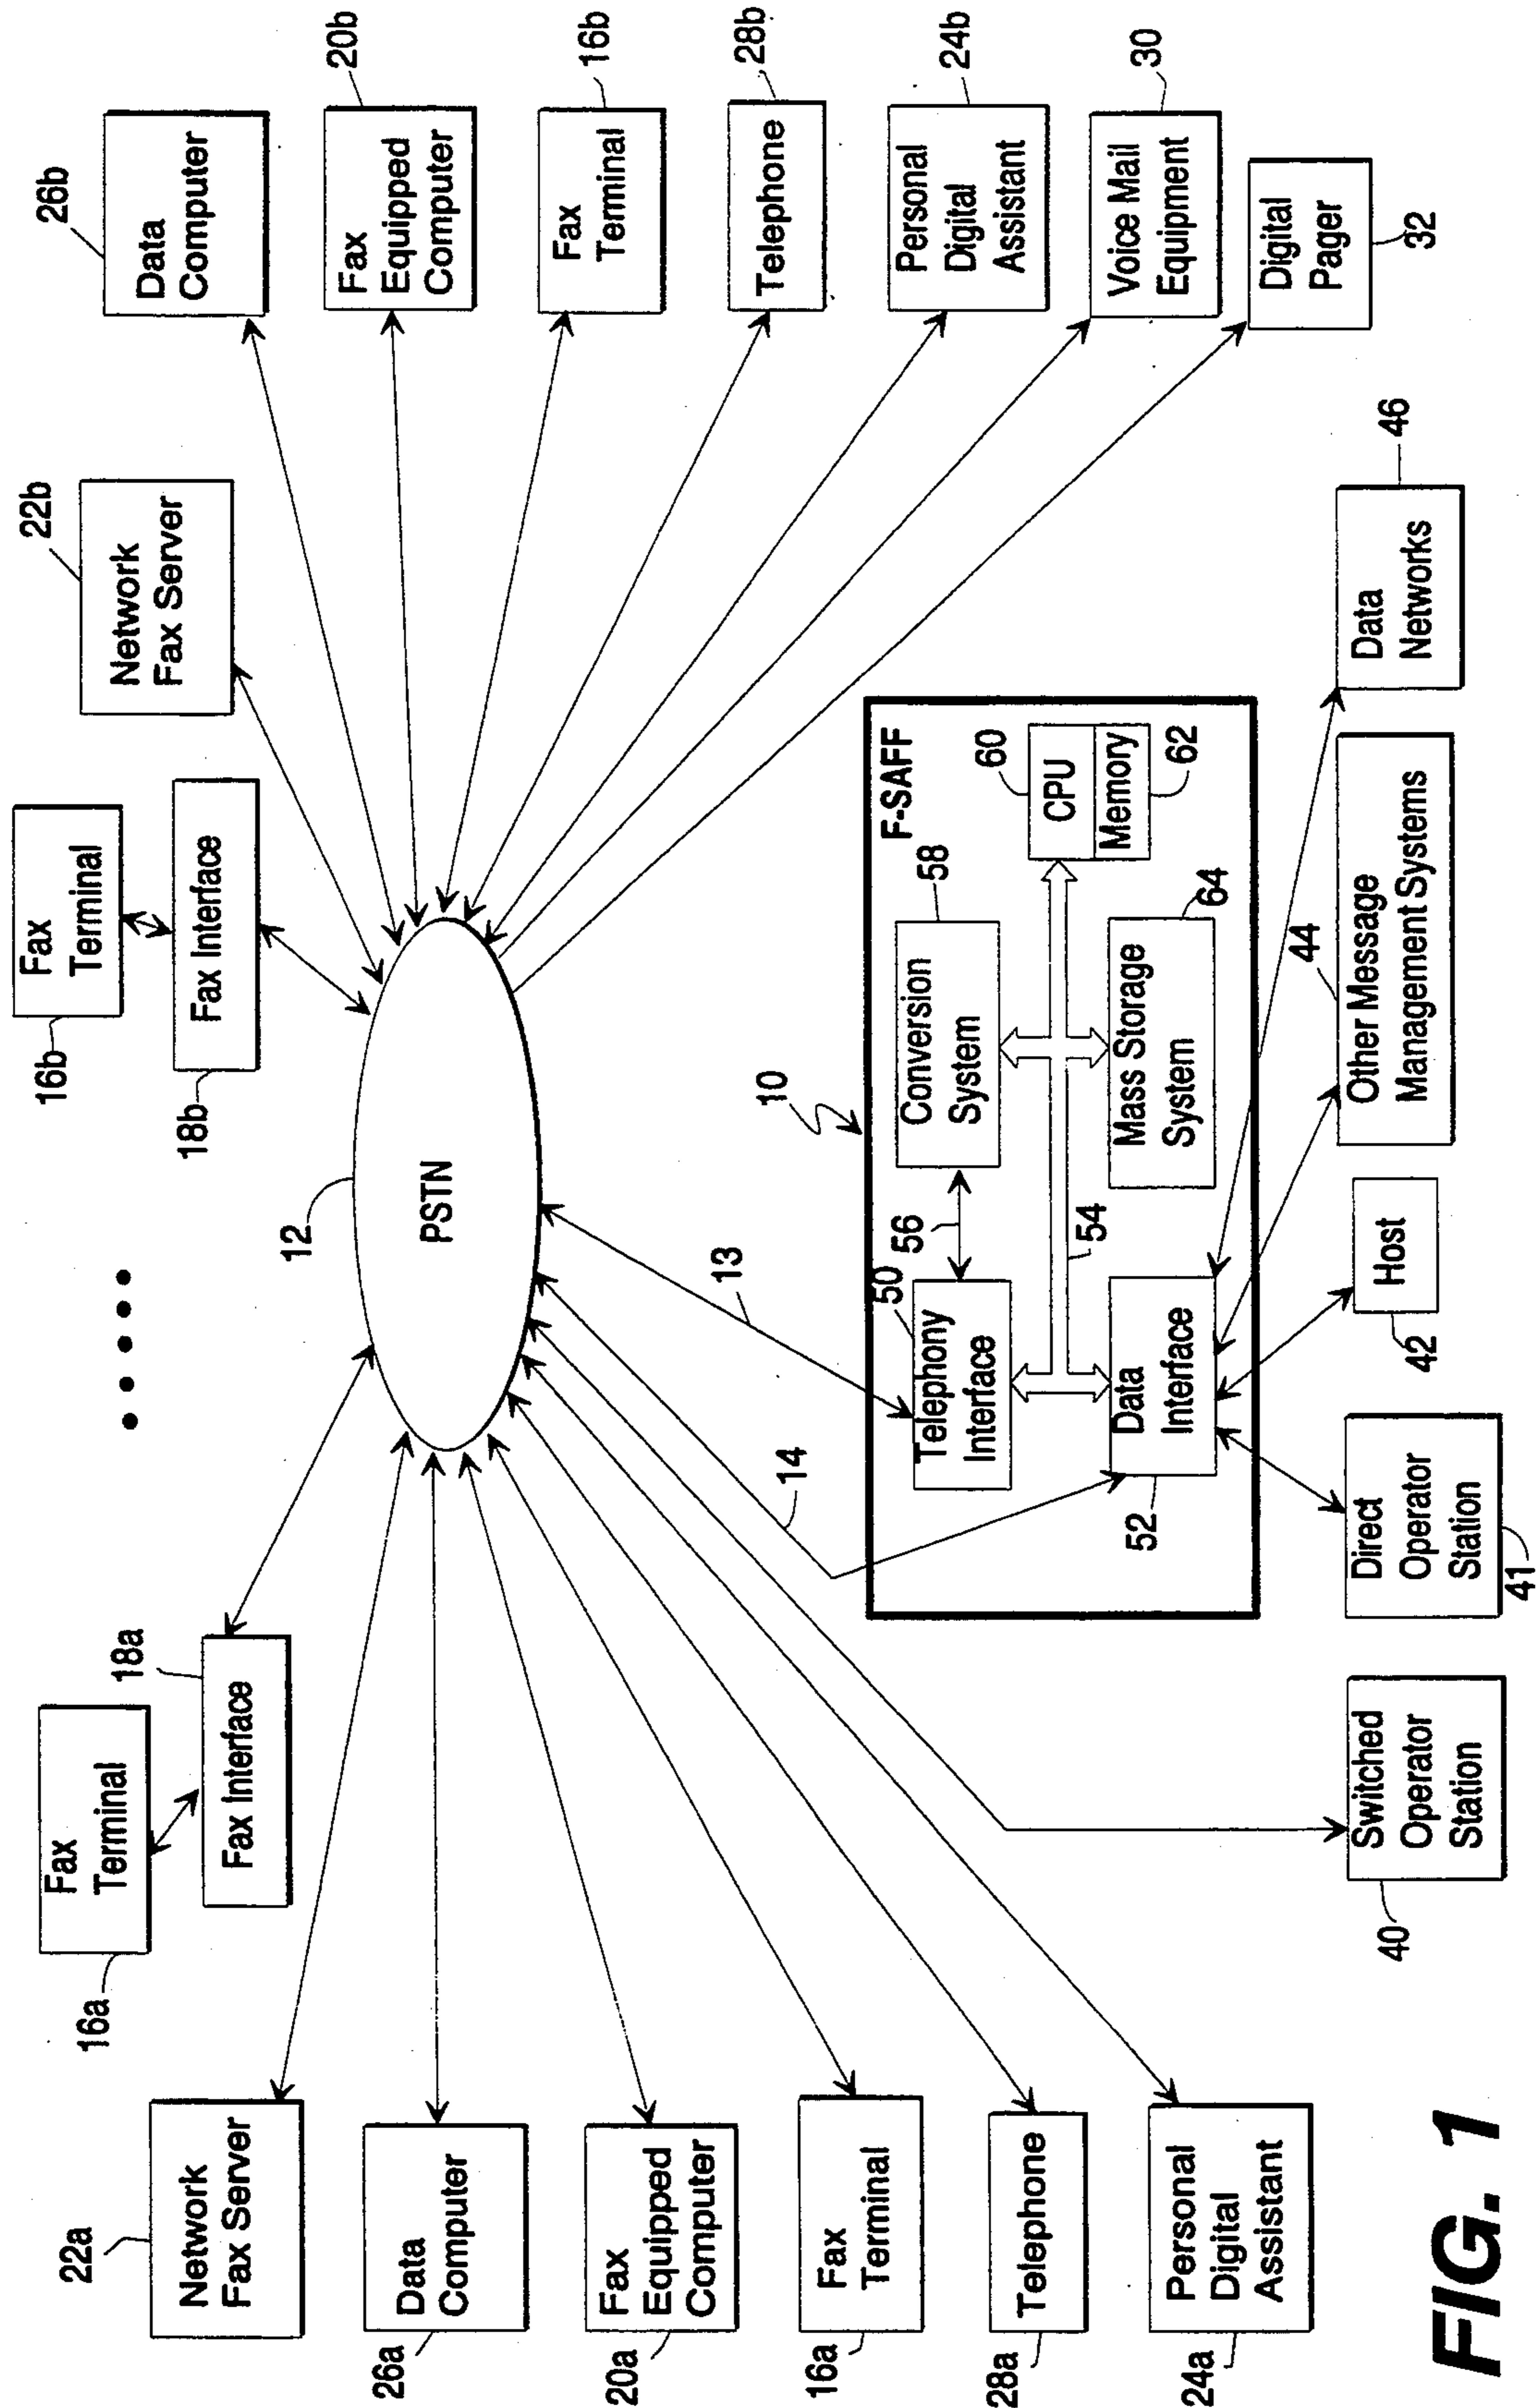 16a
Fax
Terminal
18a
Fax Interface
16b
Fax
Terminal
18b
Fax Interface
22b
Network
Fax Server
26b
Data
Computer
22a
Network
Fax Server
26a
Data
Computer
20a
Fax
Equipped
Computer
16a
Fax
Terminal
28a
Telephone
24a
Personal
Digital
Assistant
12
PSTN
20b
Fax
Equipped
Computer
16b
Fax
Terminal
28b
Telephone
24b
Personal
Digital
Assistant
30
Voice Mail
Equipment
32
Digital
Pager
13
14
10
F-SAFF
50
Telephony
Interface
56
58
Conversion
System
60
CPU
Memory
62
52
Data
Interface
54
64
Mass Storage
System
40
Switched
Operator
Station
41
Direct
Operator
Station
42
Host
44
Other Message
Management Systems
46
Data
Networks
FIG. 1